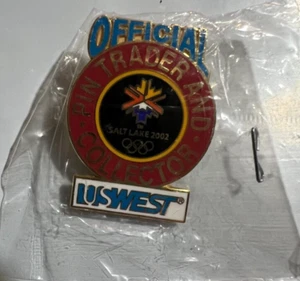 OFFICIAL
PIN TRADER AND
COLLECTOR
SALT LAKE 2002
USWEST®